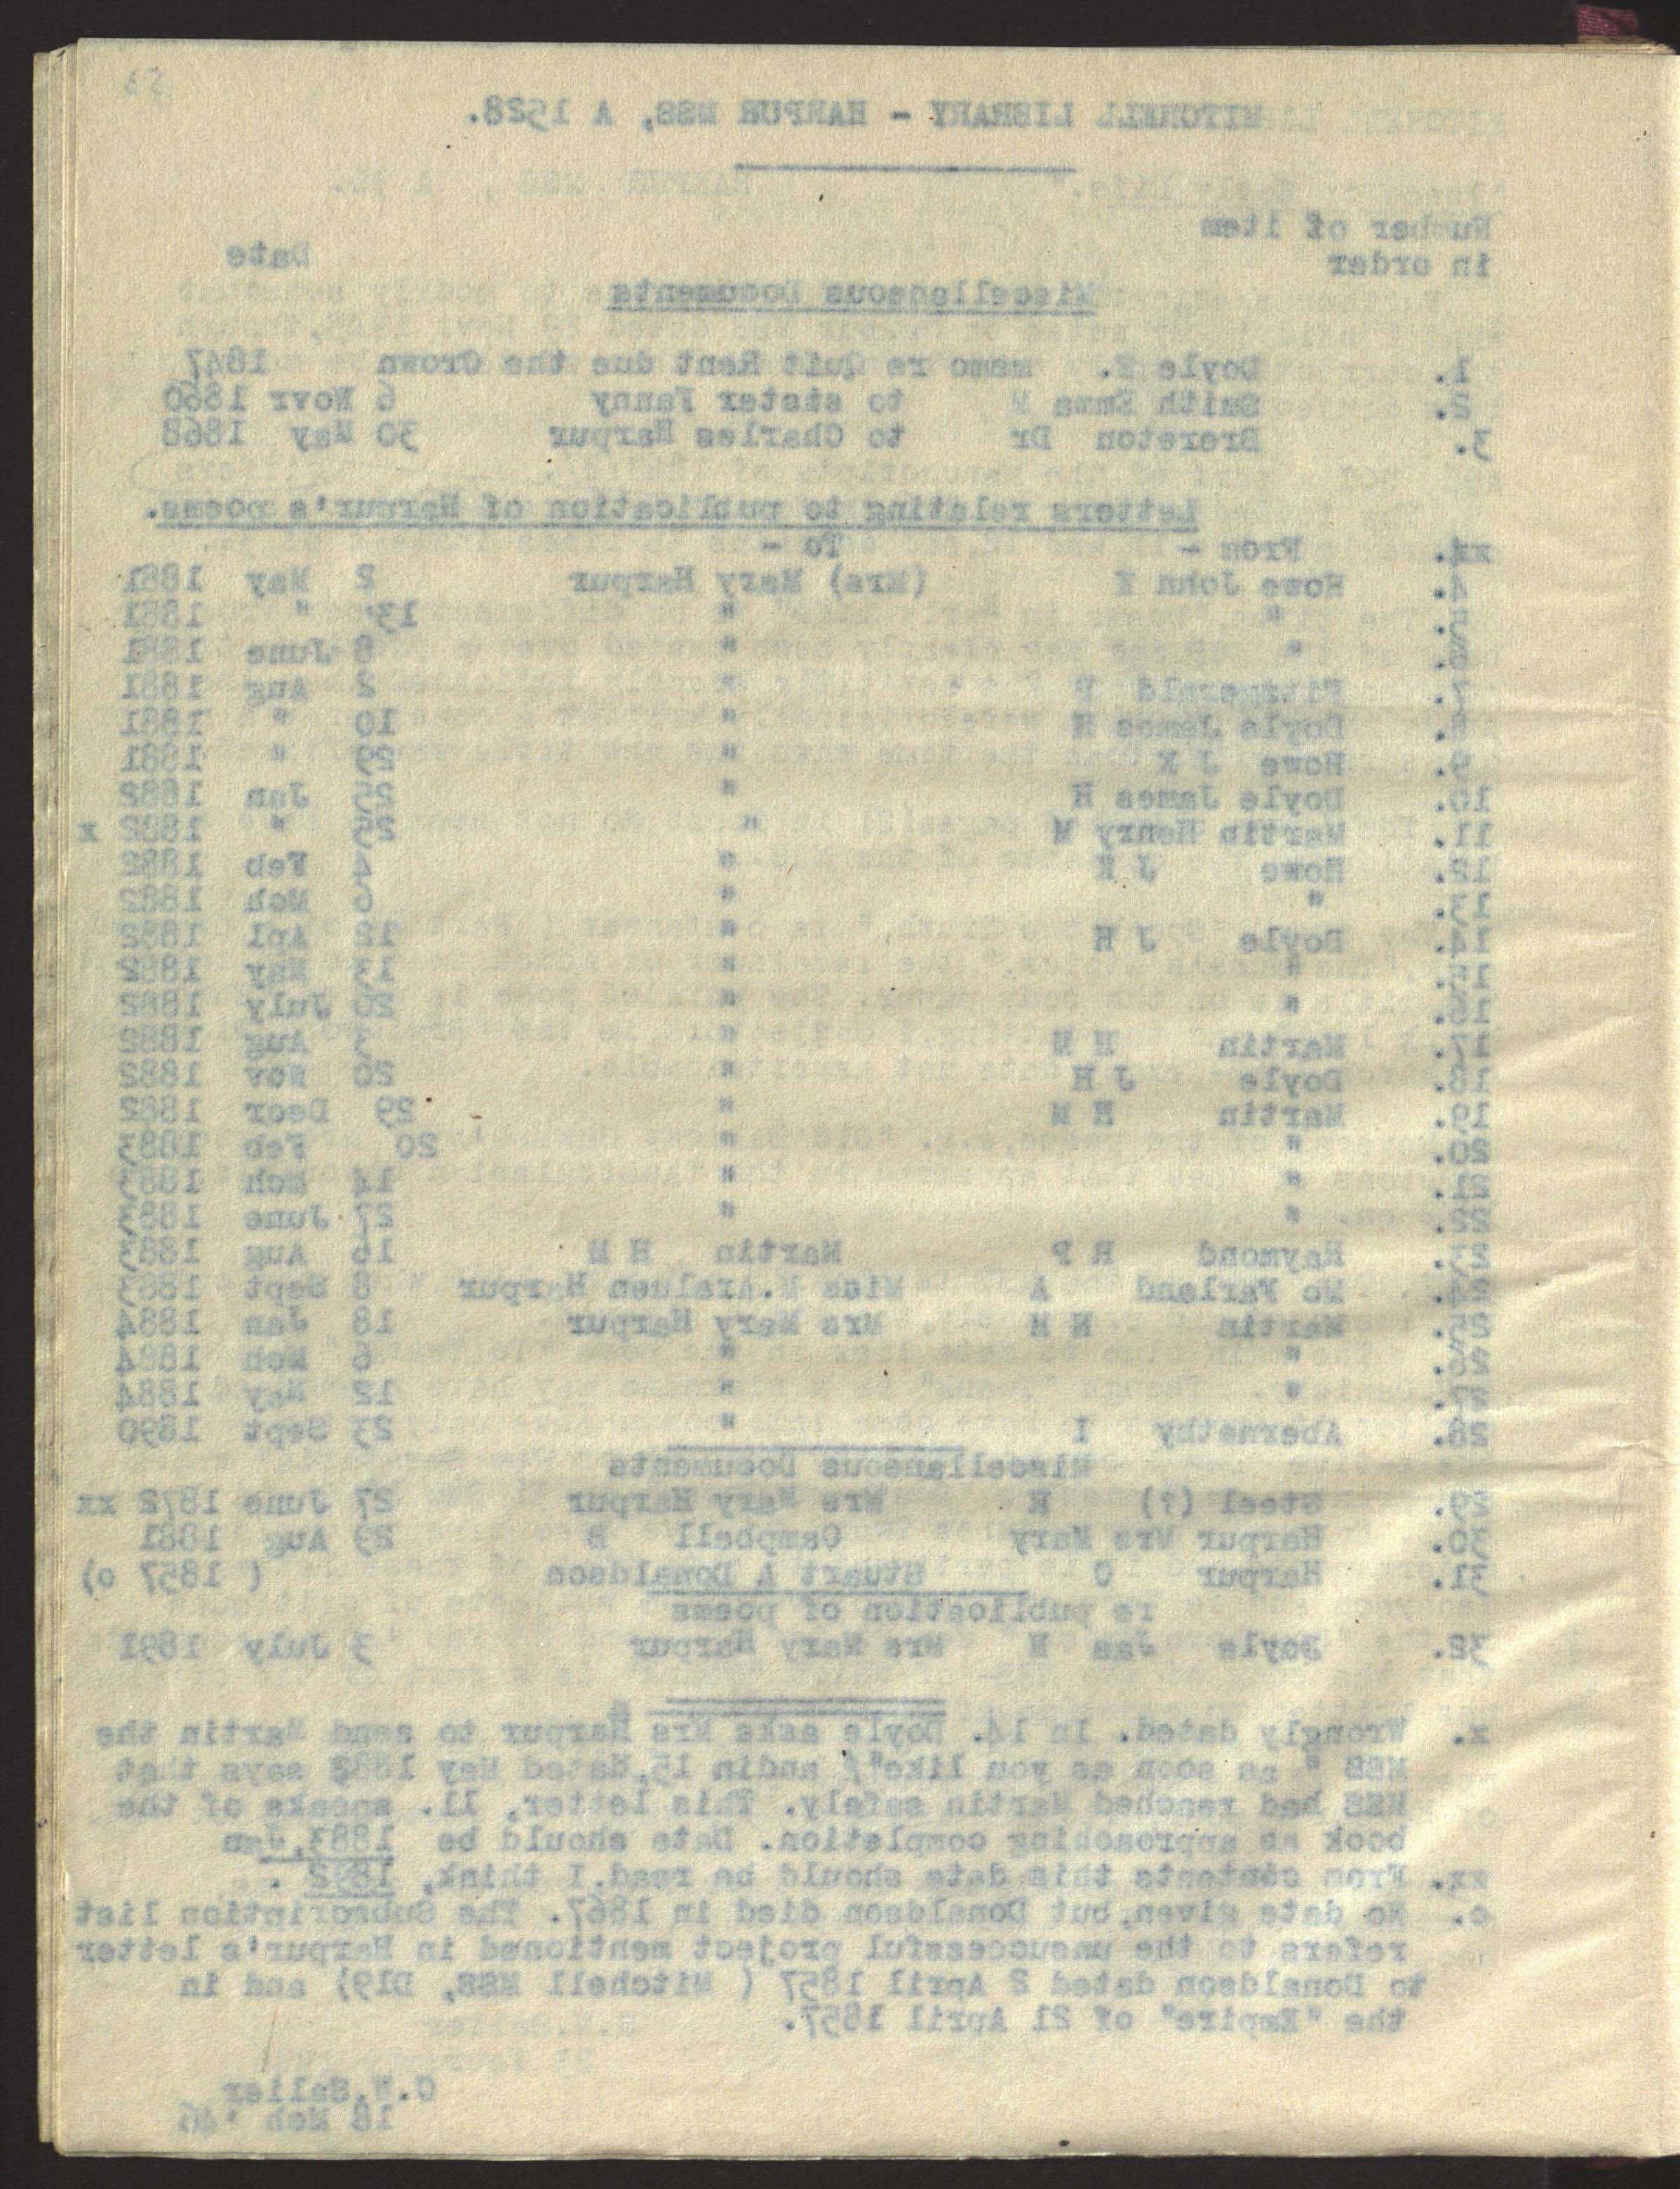 MITCHELL LIBRARY - HARPUR MSS, A 1528.
Number of item
in order Date
Miscellaneous Documents
1. Doyle memo re Quit Rent due the Crown 1847
2. Smith Emma to sister Fanny 6 Novr 1860
3. Brereton Dr to Charles Harpur 30 May 1868
Letters relating to publication of Harpur's poems.
xx. From - To -
4. Howe John (Mrs) Mary Harpur 2 May 1881
5. " " 13 " 1881
6. " " 8 June 1881
7. Fitzgerald " 2 Aug 1881
8. Doyle James H " 10 " 1881
9. Howe J K " 29 " 1881
10. Doyle James H " 25 Jan 1882
11. Martin Henry M " 25 " 1882 x
12. Howe J K " 4 Feb 1882
13. " " 6 Mch 1882
14. Doyle J H " 12 Apl 1882
15. " " 13 May 1882
16. " " 20 July 1882
17. Martin H M " 3 Aug 1882
18. Doyle J H " 20 Nov 1882
19. Martin H M " 29 Decr 1882
20. " " 20 Feb 1883
21. " " 14 Mch 1883
22. " " 27 June 1883
23. Raymond H P Martin H M 16 Aug 1883
24. Mc Farland A Miss M.Araluen Harpur 8 Sept 1883
25. Martin H M Mrs Mary Harpur 18 Jan 1884
26. " " 6 Mch 1884
27. " " 12 May 1884
28. Abernethy I " 23 Sept 1890
Miscellaneous Documents
29. Steel (?) H Mrs Mary Harpur 27 June 1872 xx
30. Harpur Mrs Mary Campbell 29 Aug 1881
31. Harpur C Stuart A Donaldson ( 1857 o)
re publication of poems
32. Doyle Jas H Mrs Mary Harpur 3 July 1891
x. Wrongly dated. In 14. Doyle asks Mrs Harpur to send Martin the
MSS " as soon as you like"/ andin 15,dated May 1882 says that
MSS had reached Martin safely. This letter, 11. speaks of the
book as approaching completion. Date should be 1883,Jan
xx. From contents this date should be read,I think, 1892 .
o. No date given,but Donaldson died in 1867. The Subscription list
refers to the unsuccessful project mentioned in Harpur's letter
to Donaldson dated 2 April 1857 ( Mitchell MSS, D19) and in
the "Empire" of 21 April 1857.
C.W.Salier
18 Mch '46